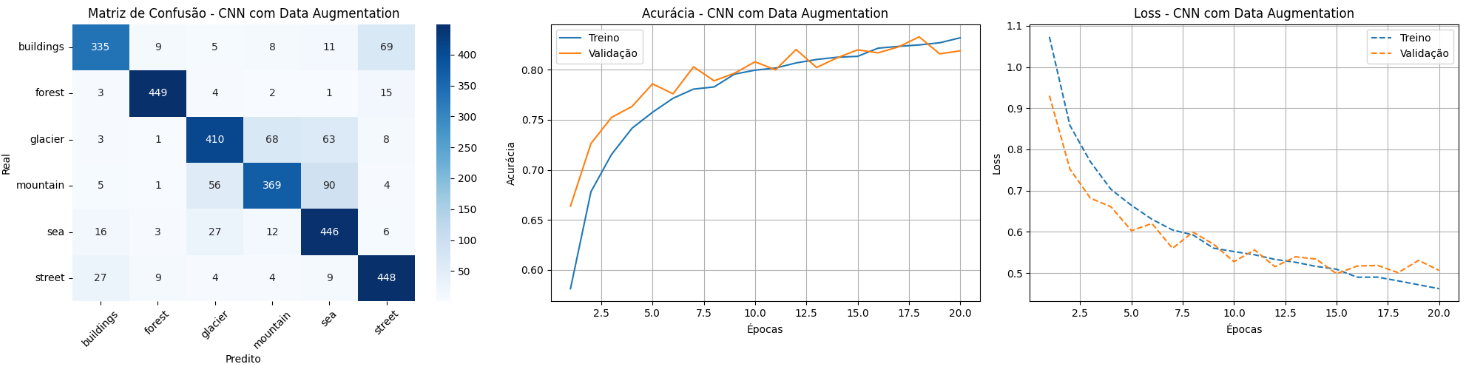 Matriz de Confusão - CNN com Data Augmentation
Real
buildings 335 9 5 8 11 69
forest 3 449 4 2 1 15
glacier 3 1 410 68 63 8
mountain 5 1 56 369 90 4
sea 16 3 27 12 446 6
street 27 9 4 4 9 448
buildings forest glacier mountain sea street
Predito
400
350
300
250
200
150
100
50
Acurácia - CNN com Data Augmentation
Treino
Validação
Acurácia
0.80
0.75
0.70
0.65
0.60
2.5 5.0 7.5 10.0 12.5 15.0 17.5 20.0
Épocas
Loss - CNN com Data Augmentation
Treino
Validação
Loss
1.1
1.0
0.9
0.8
0.7
0.6
0.5
2.5 5.0 7.5 10.0 12.5 15.0 17.5 20.0
Épocas